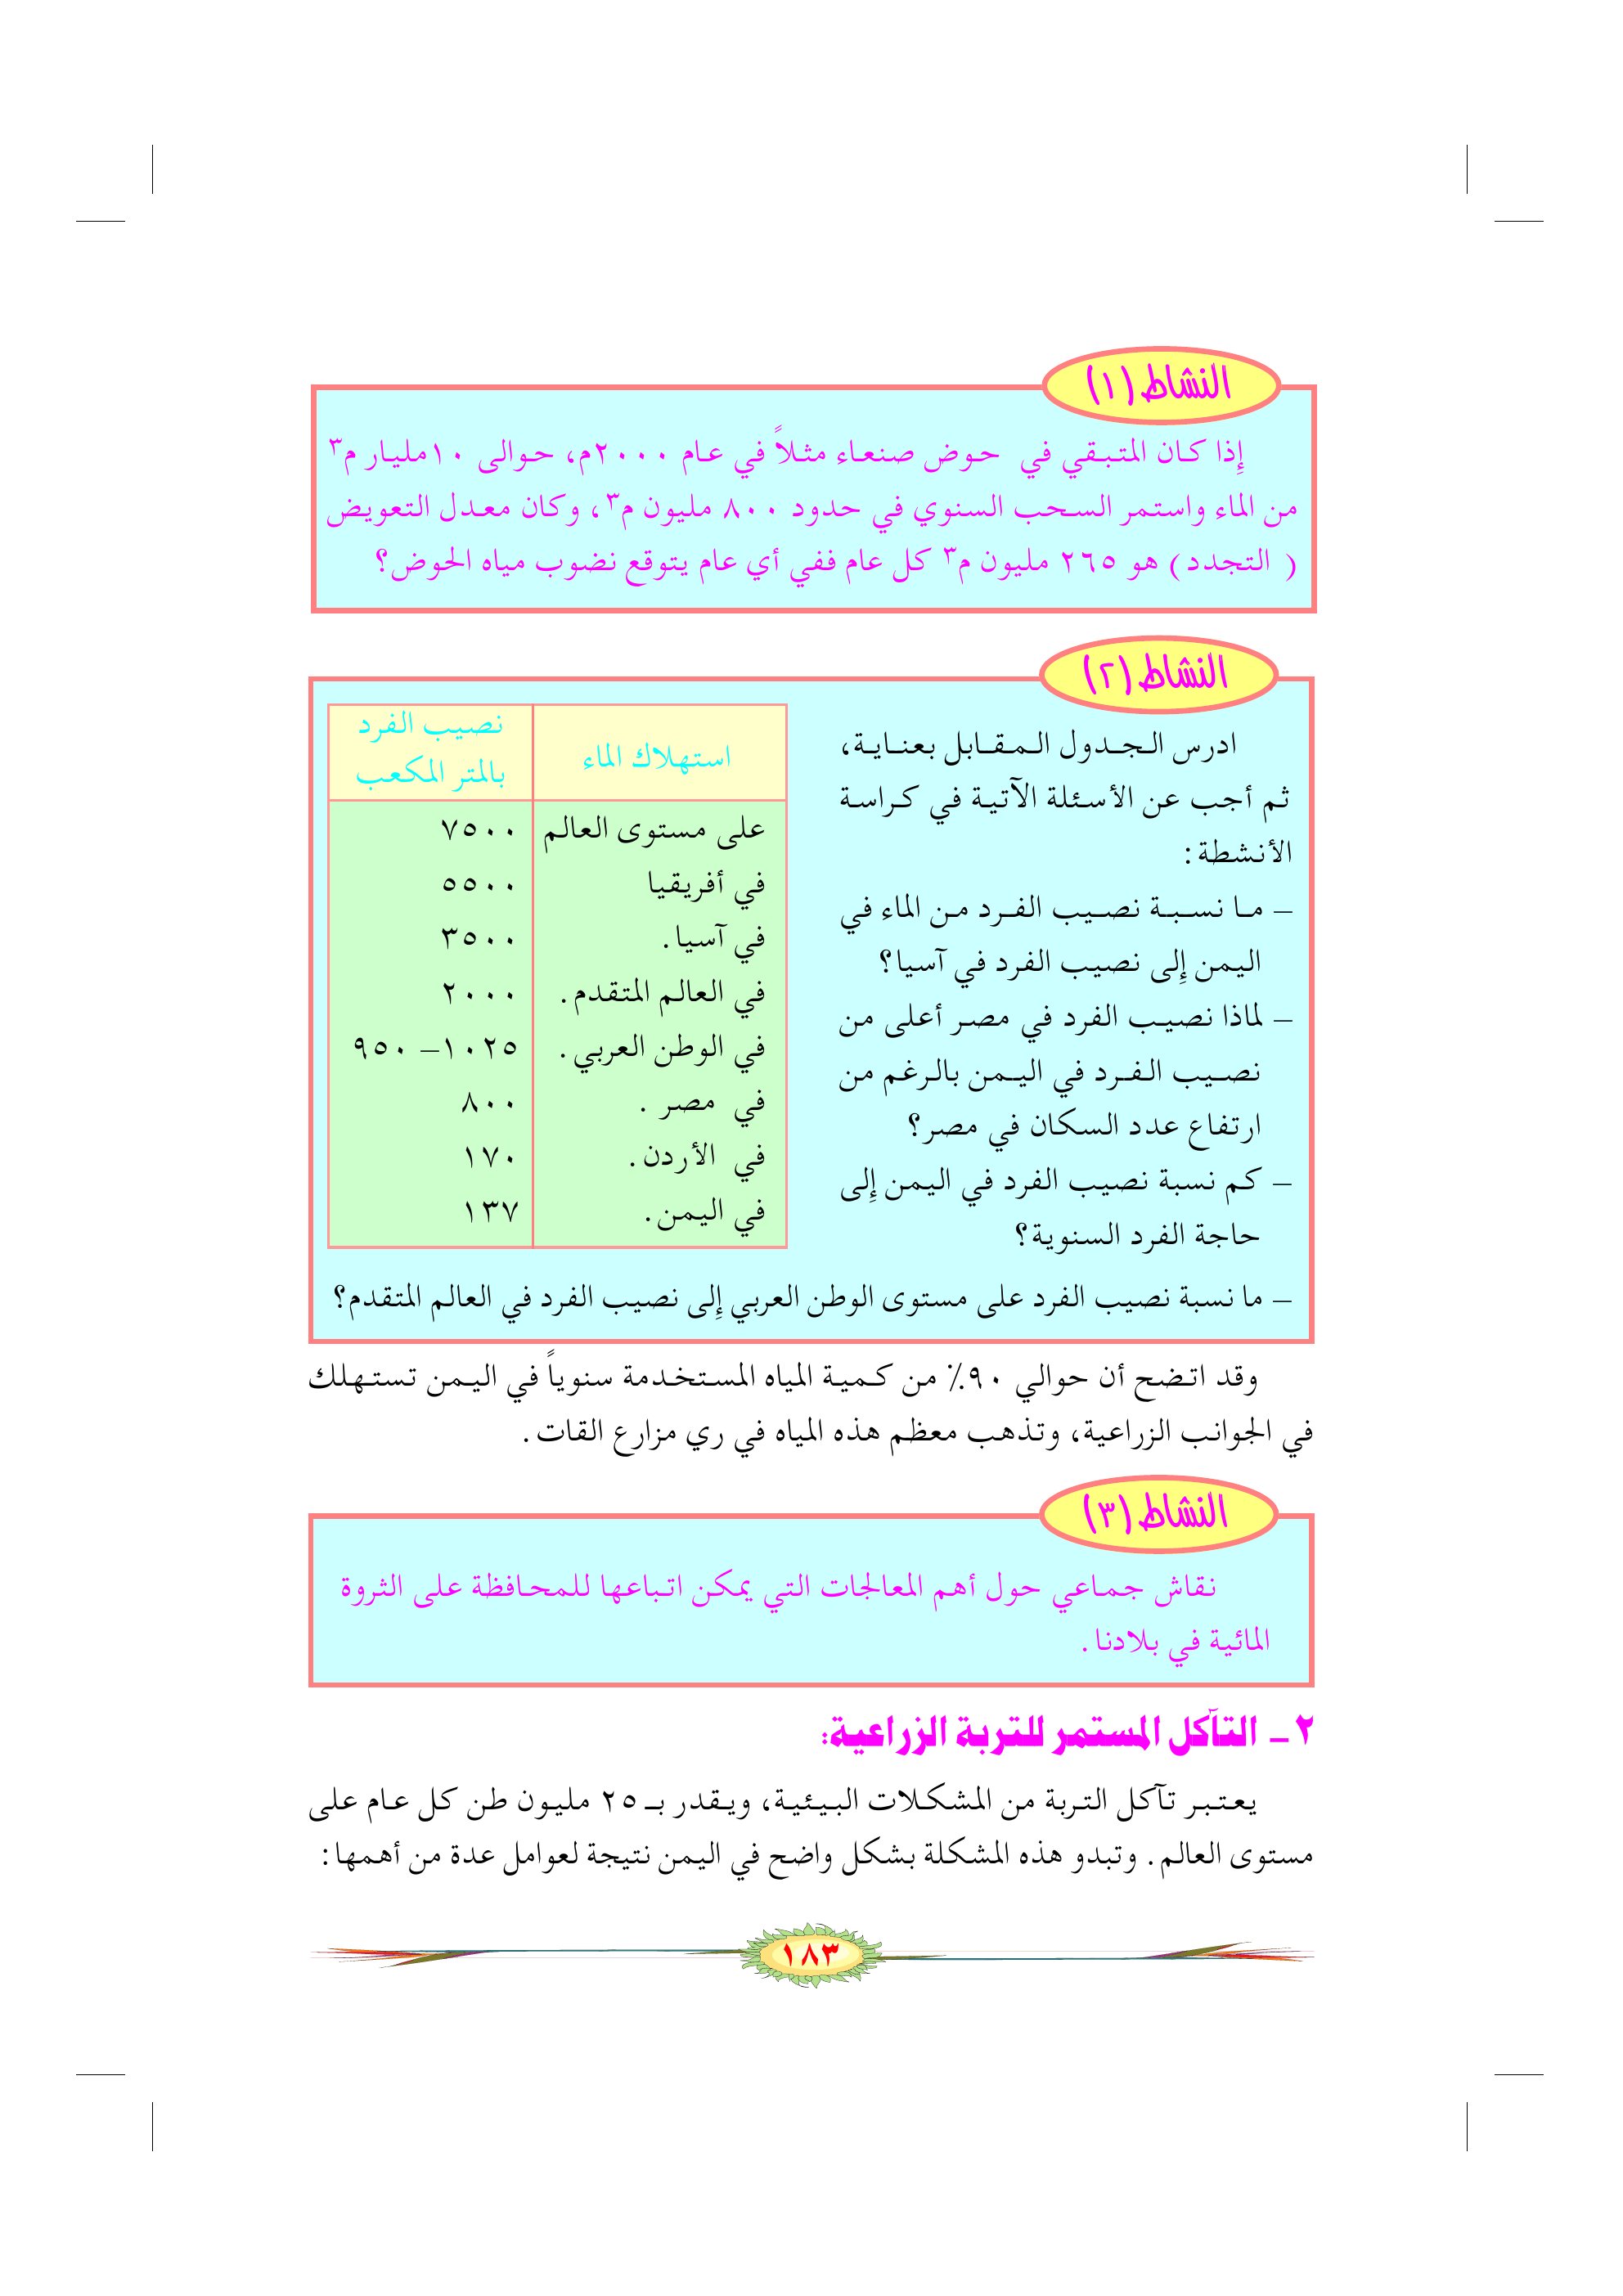 النشاط (١)
إِذا كان المتبقي في حوض صنعاء مثلاً في عام ٢٠٠٠م، حوالى ١٠مليار م٣
من الماء واستمر السحب السنوي في حدود ٨٠٠ مليون م٣، وكان معدل التعويض
( التجدد) هو ٢٦٥ مليون م٣ كل عام ففي أي عام يتوقع نضوب مياه الحوض؟
النشاط (٢)
ادرس الجدول المقابل بعناية،
ثم أجب عن الأسئلة الآتية في كراسة
الأنشطة:
– ما نسبة نصيب الفرد من الماء في
اليمن إِلى نصيب الفرد في آسيا؟
– لماذا نصيب الفرد في مصر أعلى من
نصيب الفرد في اليمن بالرغم من
ارتفاع عدد السكان في مصر؟
– كم نسبة نصيب الفرد في اليمن إِلى
حاجة الفرد السنوية؟
استهلاك الماء
نصيب الفرد
بالمتر المكعب
على مستوى العالم ٧٥٠٠
في أفريقيا ٥٥٠٠
في آسيا. ٣٥٠٠
في العالم المتقدم. ٢٠٠٠
في الوطن العربي. ١٠٢٥– ٩٥٠
في مصر . ٨٠٠
في الأردن. ١٧٠
في اليمن. ١٣٧
– ما نسبة نصيب الفرد على مستوى الوطن العربي إِلى نصيب الفرد في العالم المتقدم؟
وقد اتضح أن حوالي ٩٠٪ من كمية المياه المستخدمة سنوياً في اليمن تستهلك
في الجوانب الزراعية، وتذهب معظم هذه المياه في ري مزارع القات.
النشاط (٣)
نقاش جماعي حول أهم المعالجات التي يمكن اتباعها للمحافظة على الثروة
المائية في بلادنا.
٢ – التآكل المستمر للتربة الزراعية:
يعتبر تآكل التربة من المشكلات البيئية، ويقدر بـ ٢٥ مليون طن كل عام على
مستوى العالم. وتبدو هذه المشكلة بشكل واضح في اليمن نتيجة لعوامل عدة من أهمها:
١٨٣